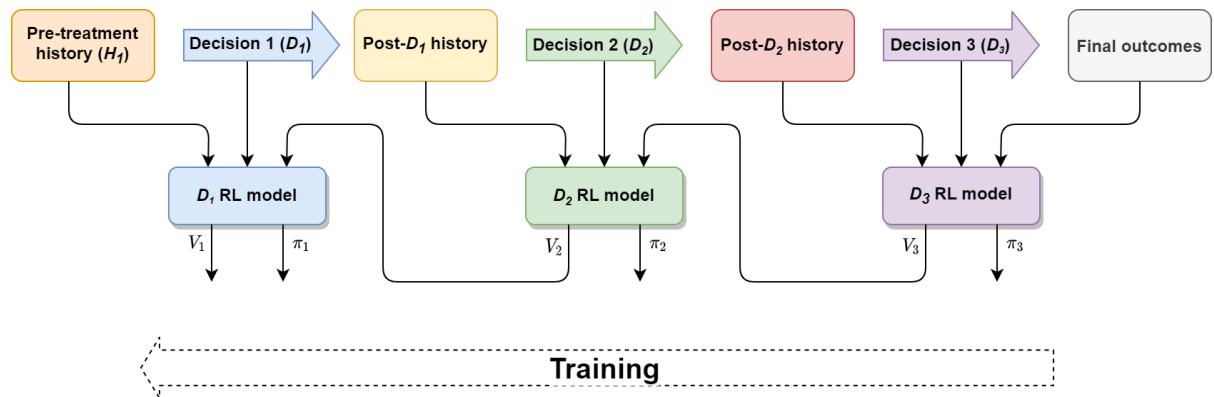 Pre-treatment
history (H1)
Decision 1 (D1)
Post-D1 history
Decision 2 (D2)
Post-D2 history
Decision 3 (D3)
Final outcomes
D1 RL model
D2 RL model
D3 RL model
V1
π1
V2
π2
V3
π3
Training